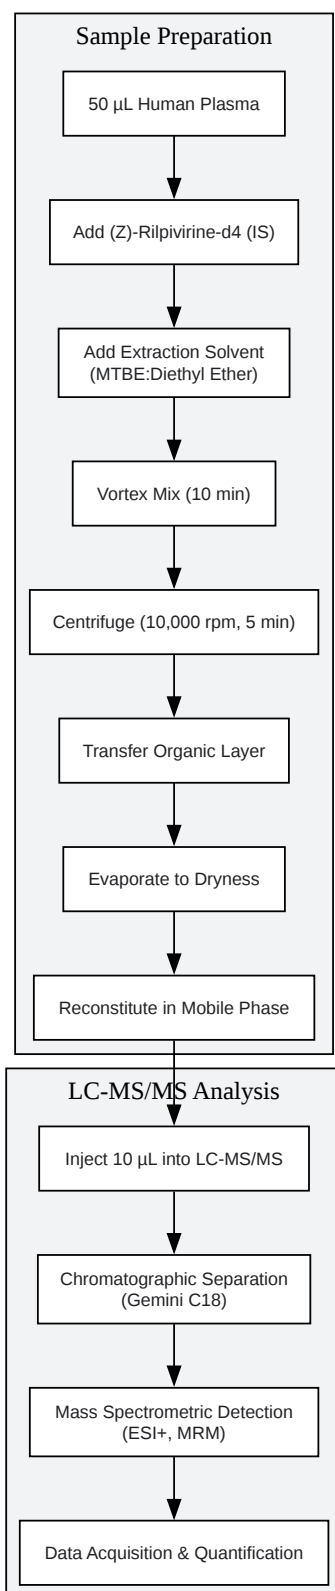 Sample Preparation
50 µL Human Plasma
Add (Z)-Rilpivirine-d4 (IS)
Add Extraction Solvent
(MTBE:Diethyl Ether)
Vortex Mix (10 min)
Centrifuge (10,000 rpm, 5 min)
Transfer Organic Layer
Evaporate to Dryness
Reconstitute in Mobile Phase
LC-MS/MS Analysis
Inject 10 µL into LC-MS/MS
Chromatographic Separation
(Gemini C18)
Mass Spectrometric Detection
(ESI+, MRM)
Data Acquisition & Quantification